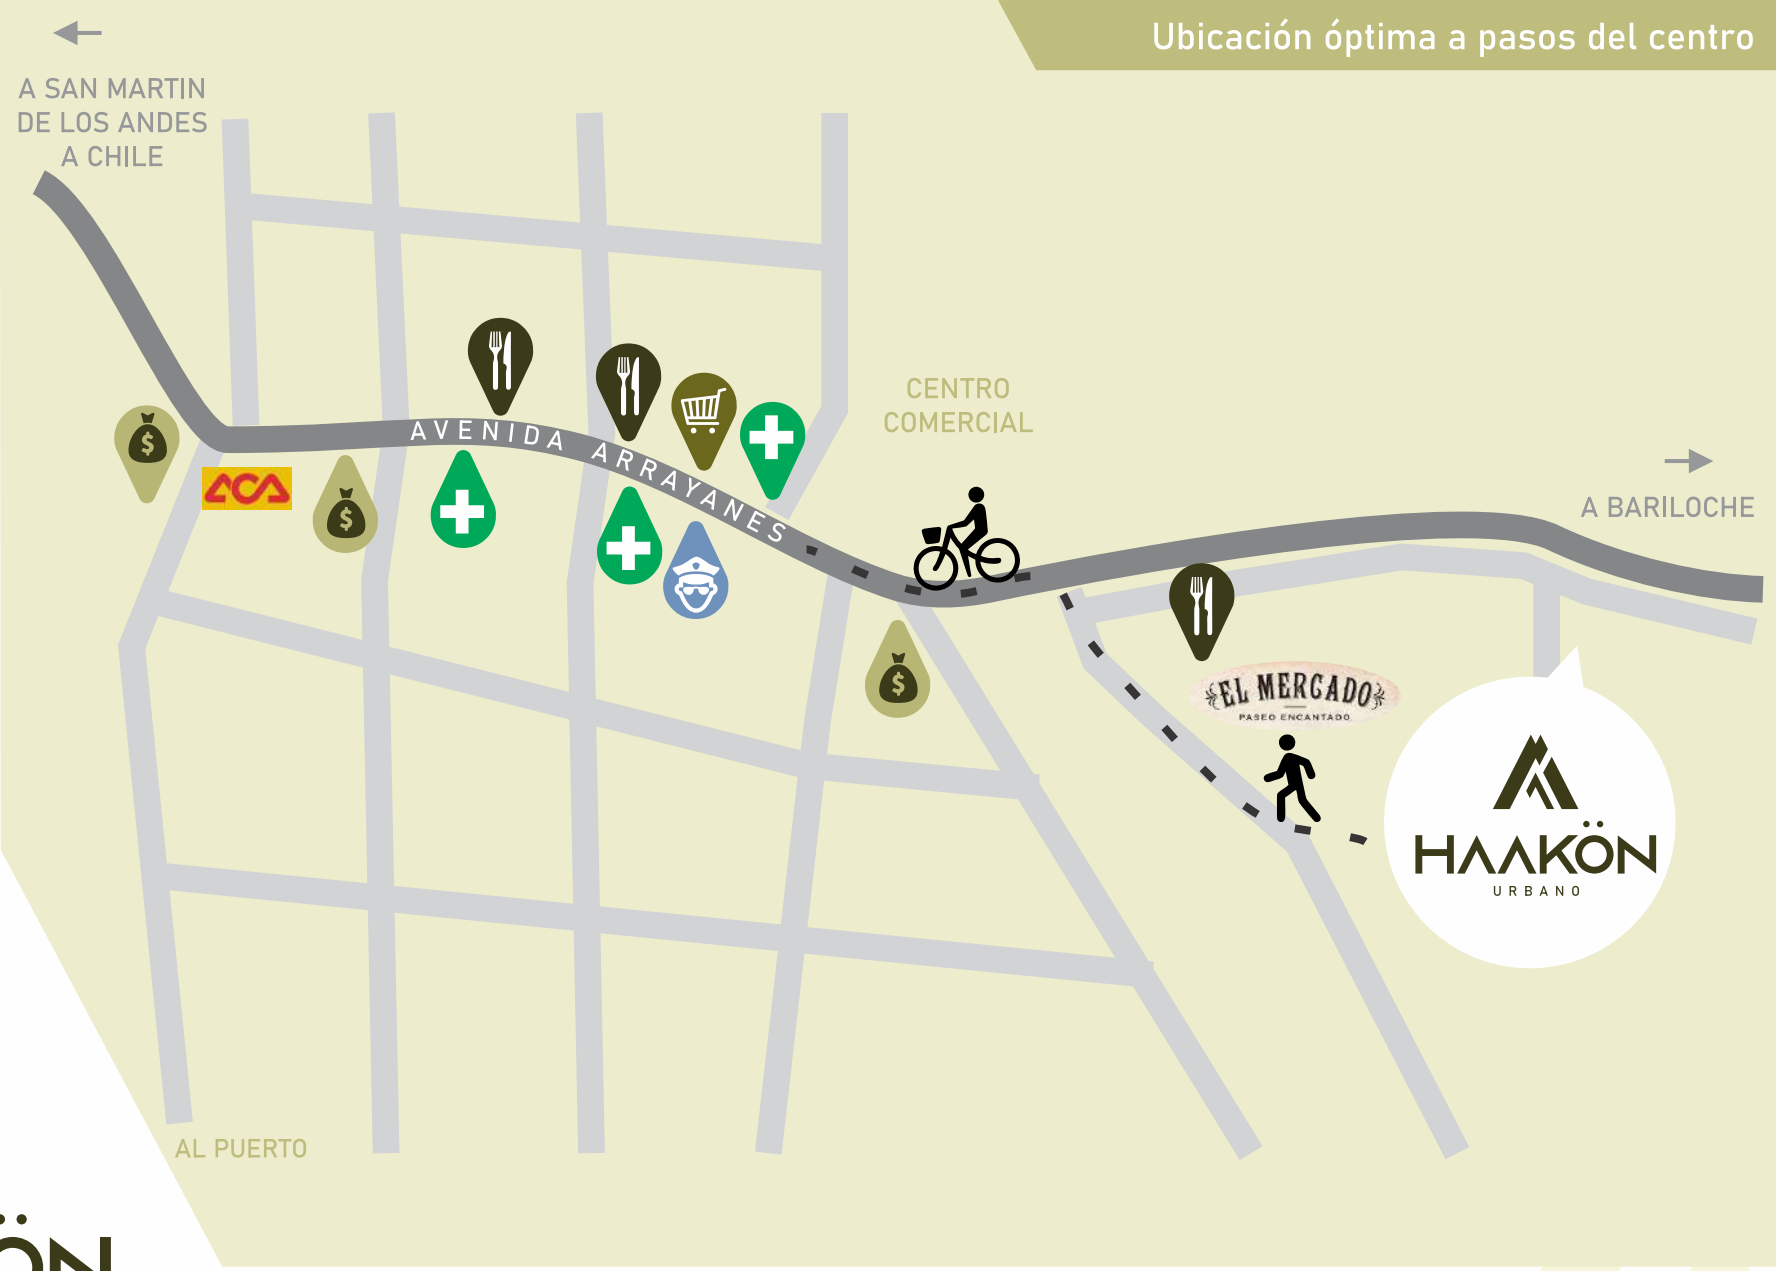 Ubicación óptima a pasos del centro
A SAN MARTIN
DE LOS ANDES
A CHILE
CENTRO
COMERCIAL
AVENIDA ARRAYANES
A BARILOCHE
$
ACA
$
$
EL MERCADO
PASEO ENCANTADO
HAAKÖN
URBANO
AL PUERTO
ÖN